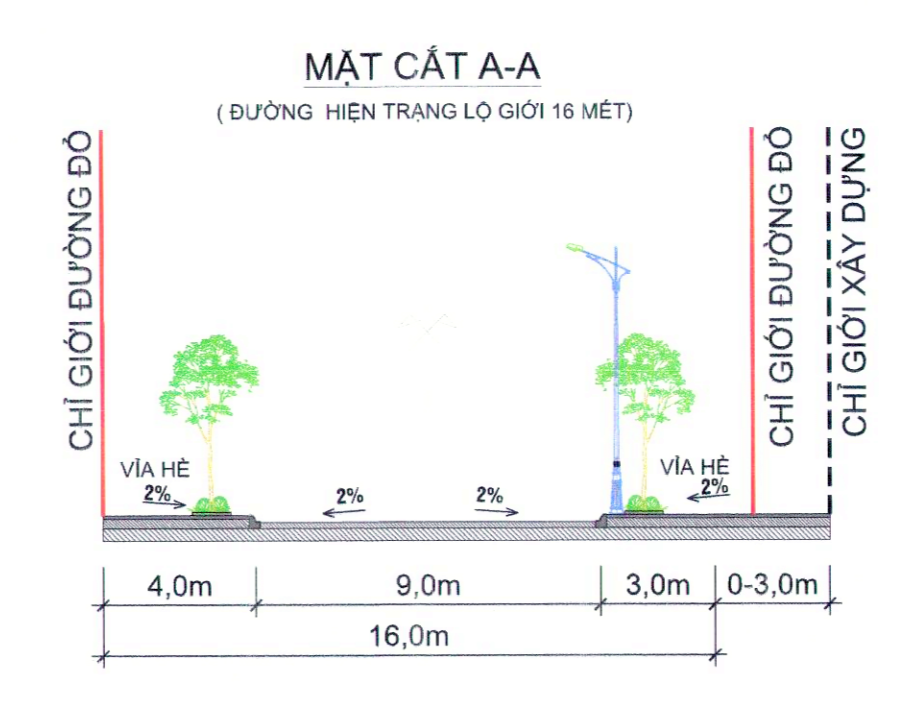 MẶT CẮT A-A
( ĐƯỜNG HIỆN TRẠNG LỘ GIỚI 16 MÉT)
CHỈ GIỚI ĐƯỜNG ĐỎ
CHỈ GIỚI ĐƯỜNG ĐỎ
CHỈ GIỚI XÂY DỰNG
VỈA HÈ
2%
2%
2%
VỈA HÈ
2%
4,0m
9,0m
3,0m
0-3,0m
16,0m